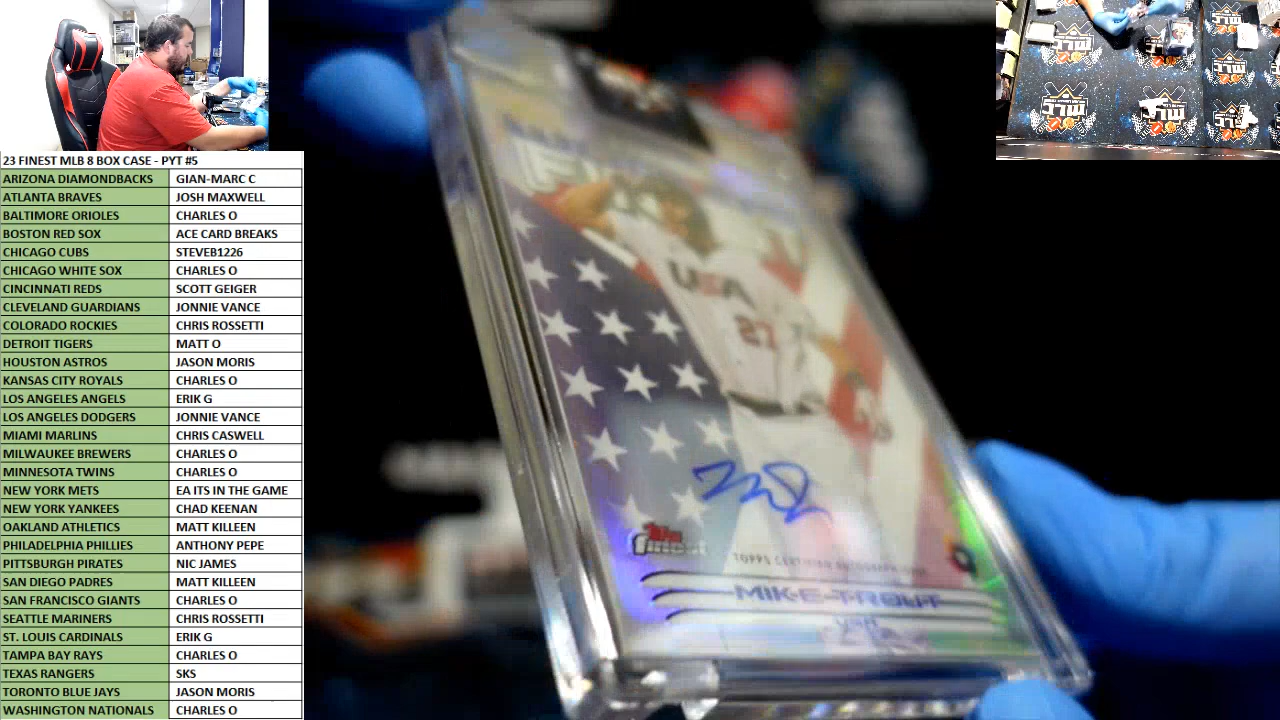 23 FINEST MLB 8 BOX CASE - PYT #5
ARIZONA DIAMONDBACKS GIAN-MARC C
ATLANTA BRAVES JOSH MAXWELL
BALTIMORE ORIOLES CHARLES O
BOSTON RED SOX ACE CARD BREAKS
CHICAGO CUBS STEVEB1226
CHICAGO WHITE SOX CHARLES O
CINCINNATI REDS SCOTT GEIGER
CLEVELAND GUARDIANS JONNIE VANCE
COLORADO ROCKIES CHRIS ROSSETTI
DETROIT TIGERS MATT O
HOUSTON ASTROS JASON MORIS
KANSAS CITY ROYALS CHARLES O
LOS ANGELES ANGELS ERIK G
LOS ANGELES DODGERS JONNIE VANCE
MIAMI MARLINS CHRIS CASWELL
MILWAUKEE BREWERS CHARLES O
MINNESOTA TWINS CHARLES O
NEW YORK METS EA ITS IN THE GAME
NEW YORK YANKEES CHAD KEENAN
OAKLAND ATHLETICS MATT KILLEEN
PHILADELPHIA PHILLIES ANTHONY PEPE
PITTSBURGH PIRATES NIC JAMES
SAN DIEGO PADRES MATT KILLEEN
SAN FRANCISCO GIANTS CHARLES O
SEATTLE MARINERS CHRIS ROSSETTI
ST. LOUIS CARDINALS ERIK G
TAMPA BAY RAYS CHARLES O
TEXAS RANGERS SKS
TORONTO BLUE JAYS JASON MORIS
WASHINGTON NATIONALS CHARLES O
USA
27
Topps
finest
TOPPS CERTIFIED AUTOGRAPH ISSUE
MIKE TROUT
USA